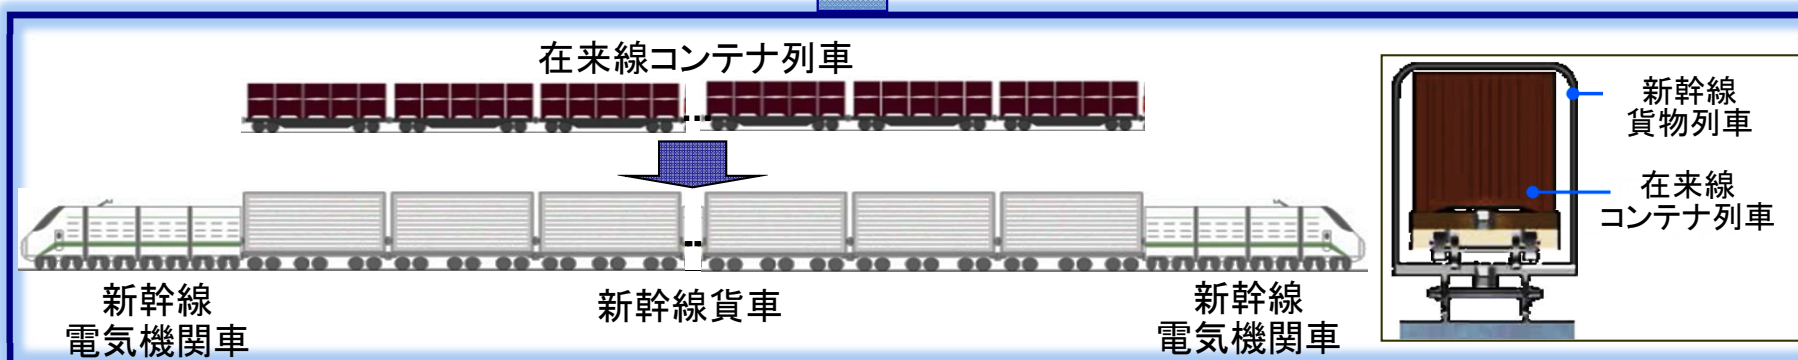 在来線コンテナ列車
新幹線
電気機関車
新幹線貨車
新幹線
電気機関車
新幹線
貨物列車
在来線
コンテナ列車